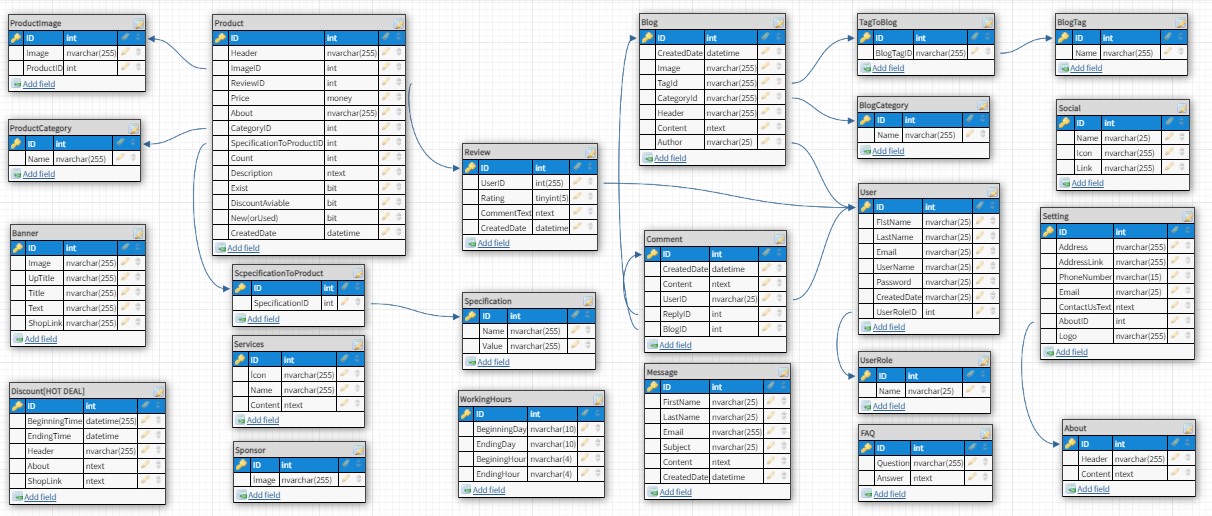 ProductImage
ID int
Image nvarchar(255)
ProductID int
Add field
ProductCategory
ID int
Name nvarchar(255)
Add field
Banner
ID int
Image nvarchar(255)
UpTitle nvarchar(255)
Title nvarchar(255)
Text nvarchar(255)
ShopLink nvarchar(255)
Add field
Discount[HOT DEAL]
ID int
BeginningTime datetime(255)
EndingTime datetime
Header nvarchar(255)
About ntext
ShopLink ntext
Add field
Product
ID int
Header nvarchar(255)
ImageID int
ReviewID int
Price money
About nvarchar(255)
CategoryID int
SpecificationToProductID int
Count int
Description ntext
Exist bit
DiscountAviable bit
New(orUsed) bit
CreatedDate datetime
Add field
ScpecificationToProduct
ID int
SpecificationID int
Add field
Services
ID int
İcon nvarchar(255)
Name nvarchar(255)
Content ntext
Add field
Sponsor
ID int
İmage nvarchar(255)
Add field
Review
ID int
UserID int(255)
Rating tinyint(5)
CommentText ntext
CreatedDate datetime
Add field
Specification
ID int
Name nvarchar(255)
Value nvarchar(255)
Add field
WorkingHours
ID int
BeginningDay nvarchar(10)
EndingDay nvarchar(10)
BeginingHour nvarchar(4)
EndingHour nvarchar(4)
Add field
Blog
ID int
CreatedDate datetime
Image nvarchar(255)
TagId nvarchar(255)
CategoryId nvarchar(255)
Header nvarchar(255)
Content ntext
Author nvarchar(25)
Add field
Comment
ID int
CreatedDate datetime
Content ntext
UserID nvarchar(25)
ReplyID int
BlogID int
Add field
Message
ID int
FirstName nvarchar(25)
LastName nvarchar(25)
Email nvarchar(255)
Subject nvarchar(25)
Content ntext
CreatedDate datetime
Add field
TagToBlog
ID int
BlogTagID nvarchar(255)
Add field
BlogCategory
ID int
Name nvarchar(255)
Add field
User
ID int
FIstName nvarchar(25)
LastName nvarchar(25)
Email nvarchar(25)
UserName nvarchar(25)
Password nvarchar(25)
CreatedDate nvarchar(25)
UserRoleID int
Add field
UserRole
ID int
Name nvarchar(25)
Add field
FAQ
ID int
Question nvarchar(255)
Answer ntext
Add field
BlogTag
ID int
Name nvarchar(255)
Add field
Social
ID int
Name nvarchar(25)
Icon nvarchar(255)
Link nvarchar(255)
Add field
Setting
ID int
Address nvarchar(255)
AddressLink nvarchar(255)
PhoneNumber nvarchar(15)
Email nvarchar(25)
ContactUsText ntext
AboutID int
Logo nvarchar(255)
Add field
About
ID int
Header nvarchar(255)
Content ntext
Add field